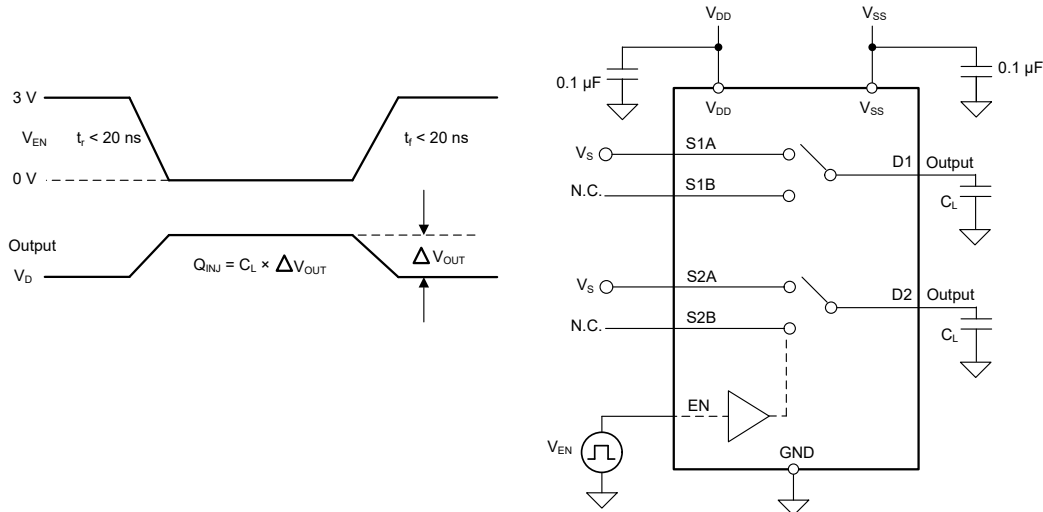 3 V
V_EN
t_r < 20 ns
t_f < 20 ns
0 V
Output
V_D
Q_INJ = C_L × ΔV_OUT
Δ V_OUT
V_DD
V_SS
0.1 µF
0.1 µF
V_DD
V_SS
V_S
S1A
D1
Output
N.C.
S1B
C_L
V_S
S2A
D2
Output
N.C.
S2B
C_L
EN
V_EN
GND